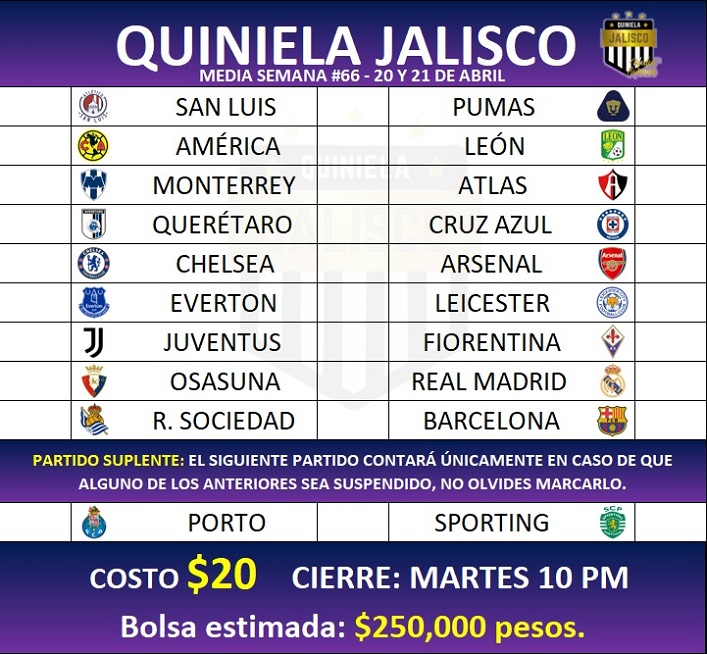 QUINIELA JALISCO
QUINIELA
JALISCO
MEDIA SEMANA #66 - 20 Y 21 DE ABRIL
SAN LUIS PUMAS
AMÉRICA LEÓN
MONTERREY ATLAS
QUERÉTARO CRUZ AZUL
CHELSEA ARSENAL
EVERTON LEICESTER
JUVENTUS FIORENTINA
OSASUNA REAL MADRID
R. SOCIEDAD BARCELONA
QUINIELA
JALISCO
PARTIDO SUPLENTE: EL SIGUIENTE PARTIDO CONTARÁ ÚNICAMENTE EN CASO DE QUE
ALGUNO DE LOS ANTERIORES SEA SUSPENDIDO, NO OLVIDES MARCARLO.
PORTO SPORTING
COSTO $20 CIERRE: MARTES 10 PM
Bolsa estimada: $250,000 pesos.